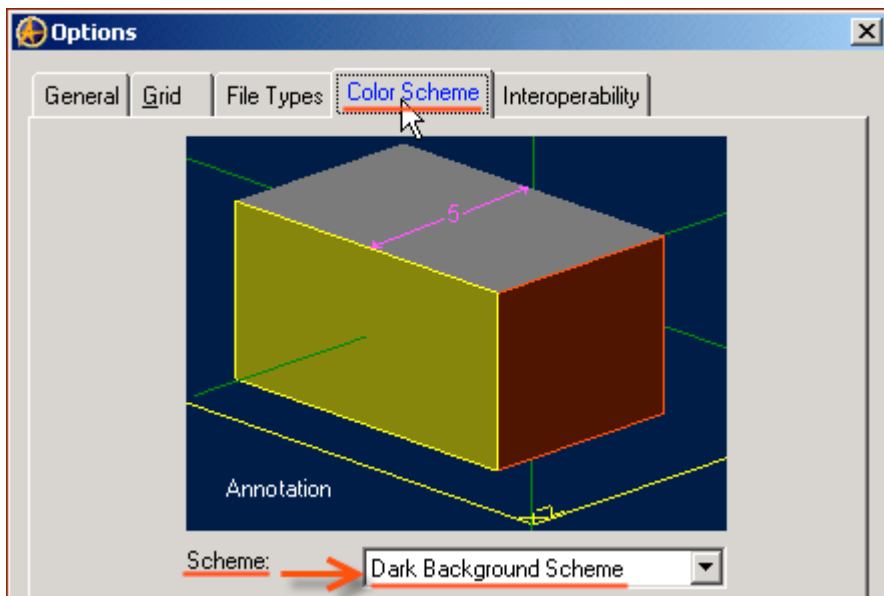 Options
General Grid File Types Color Scheme Interoperability
5
Annotation
Scheme: Dark Background Scheme